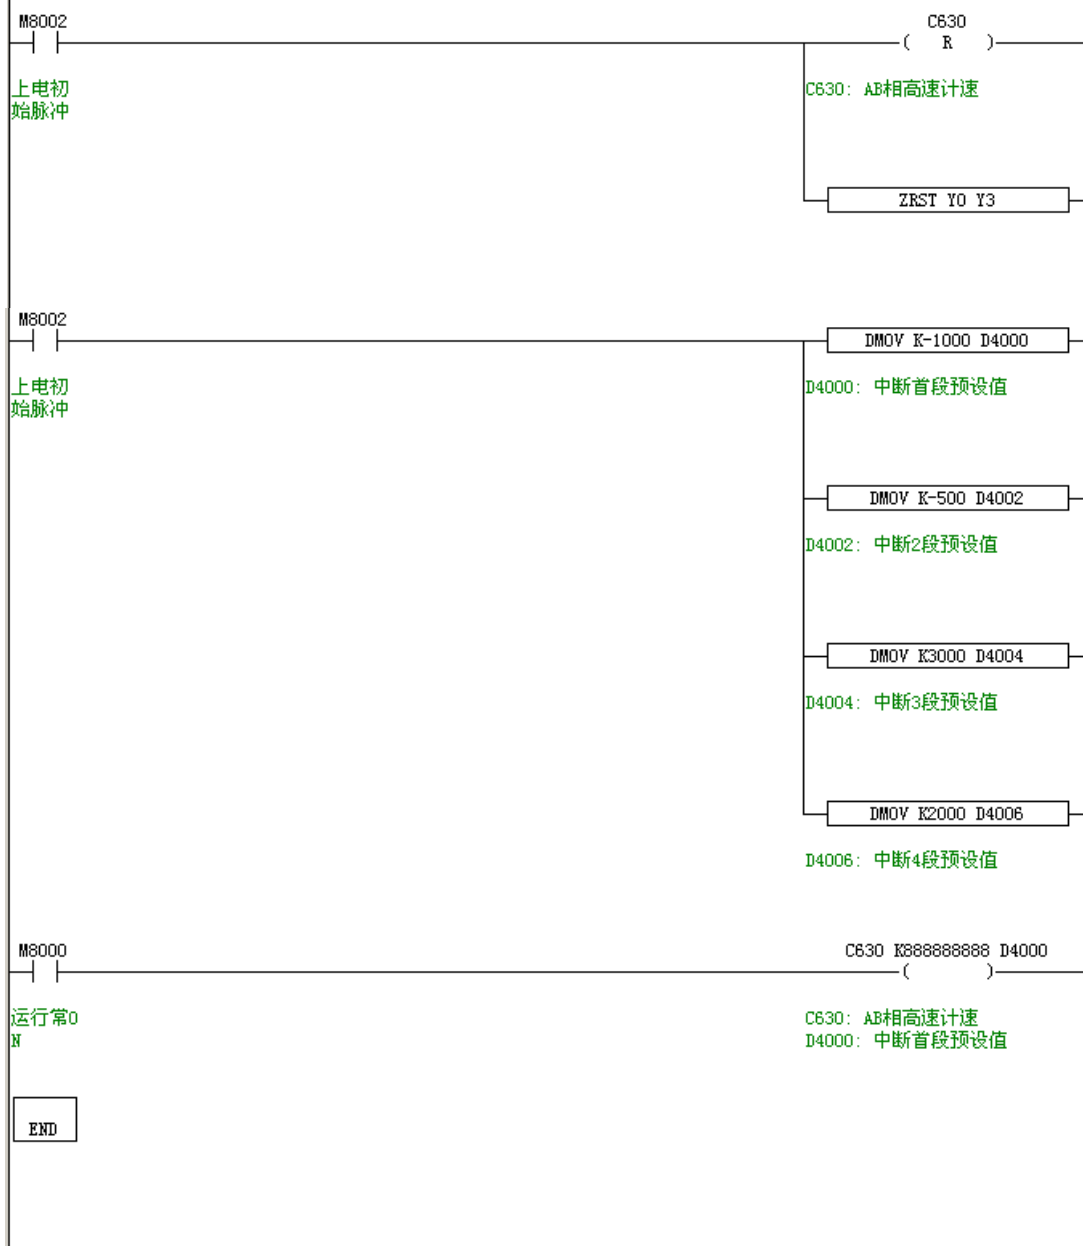 M8002
C630
( R )
上电初
始脉冲
C630: AB相高速计速
ZRST Y0 Y3
M8002
DMOV K-1000 D4000
上电初
始脉冲
D4000: 中断首段预设值
DMOV K-500 D4002
D4002: 中断2段预设值
DMOV K3000 D4004
D4004: 中断3段预设值
DMOV K2000 D4006
D4006: 中断4段预设值
M8000
C630 K888888888 D4000
( )
运行常O
N
C630: AB相高速计速
D4000: 中断首段预设值
END